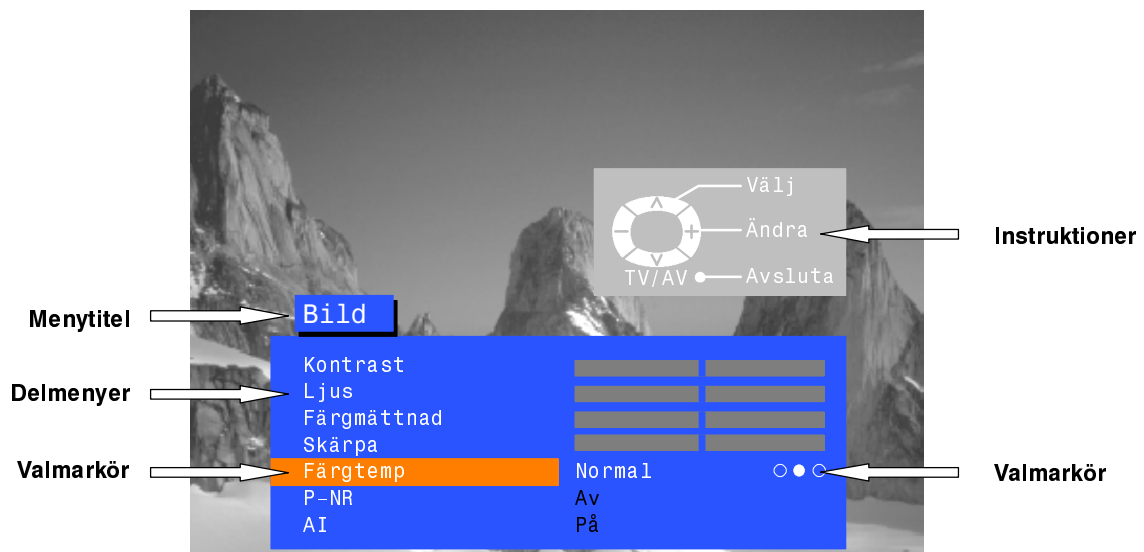 Välj
Ändra
Instruktioner
TV/AV Avsluta
Menytitel
Bild
Kontrast
Delmenyer
Ljus
Färgmättnad
Skärpa
Valmarkör
Färgtemp Normal
Valmarkör
P-NR Av
AI På